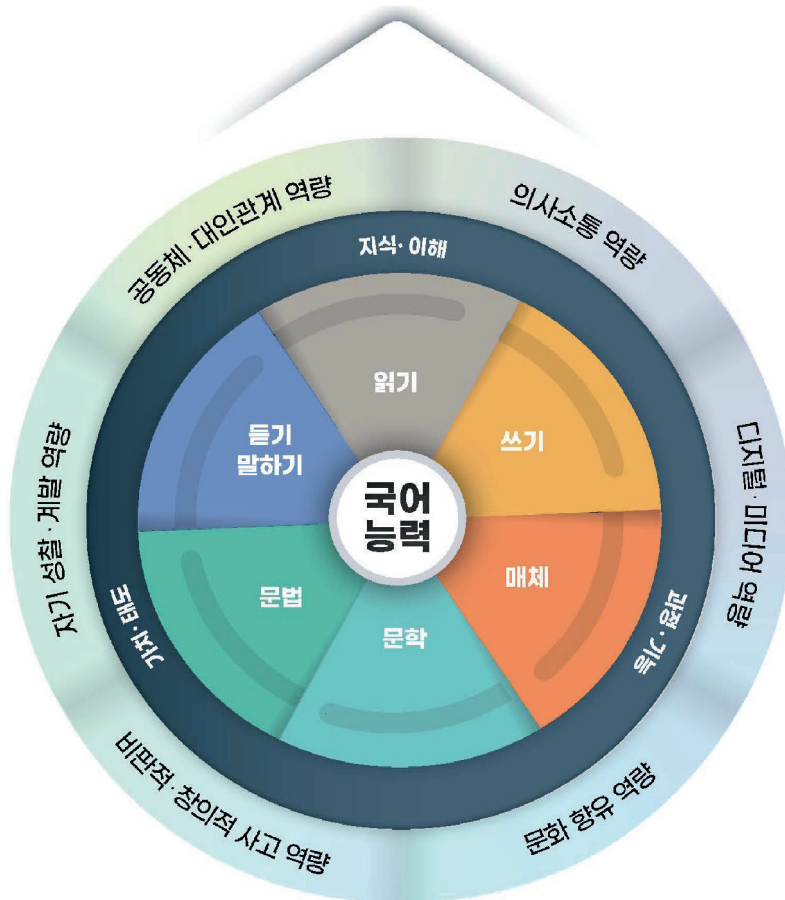 공동체·대인관계 역량
의사소통 역량
디지털·미디어 역량
문화 향유 역량
비판적·창의적 사고 역량
자기 성찰·계발 역량
지식·이해
과정·기능
가치·태도
읽기
쓰기
매체
문학
문법
듣기
말하기
국어
능력